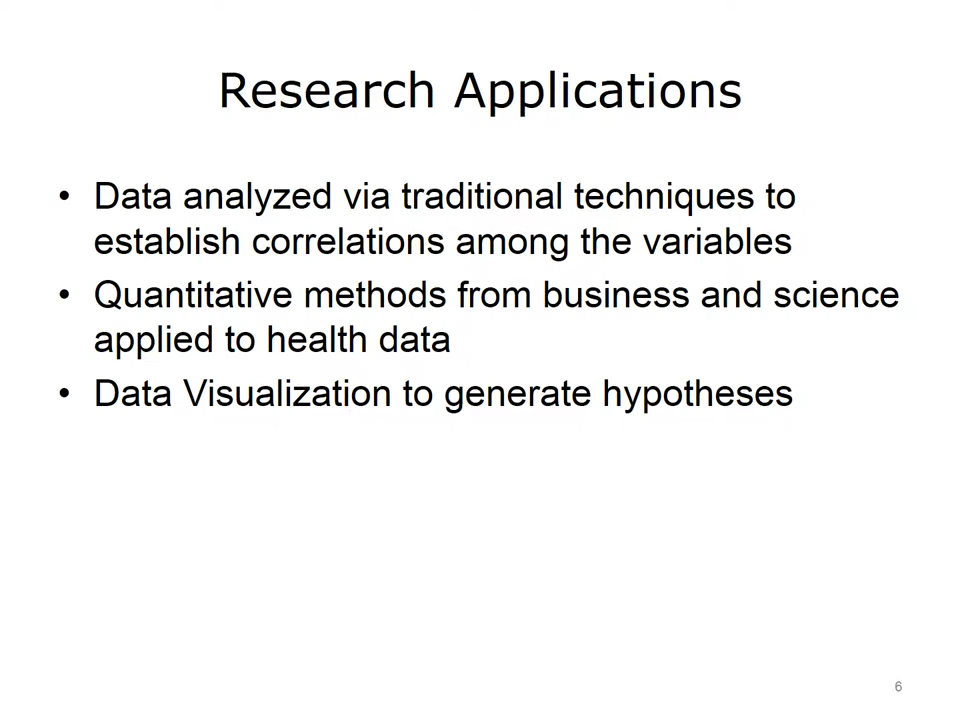 Research Applications
• Data analyzed via traditional techniques to
establish correlations among the variables
• Quantitative methods from business and science
applied to health data
• Data Visualization to generate hypotheses
6